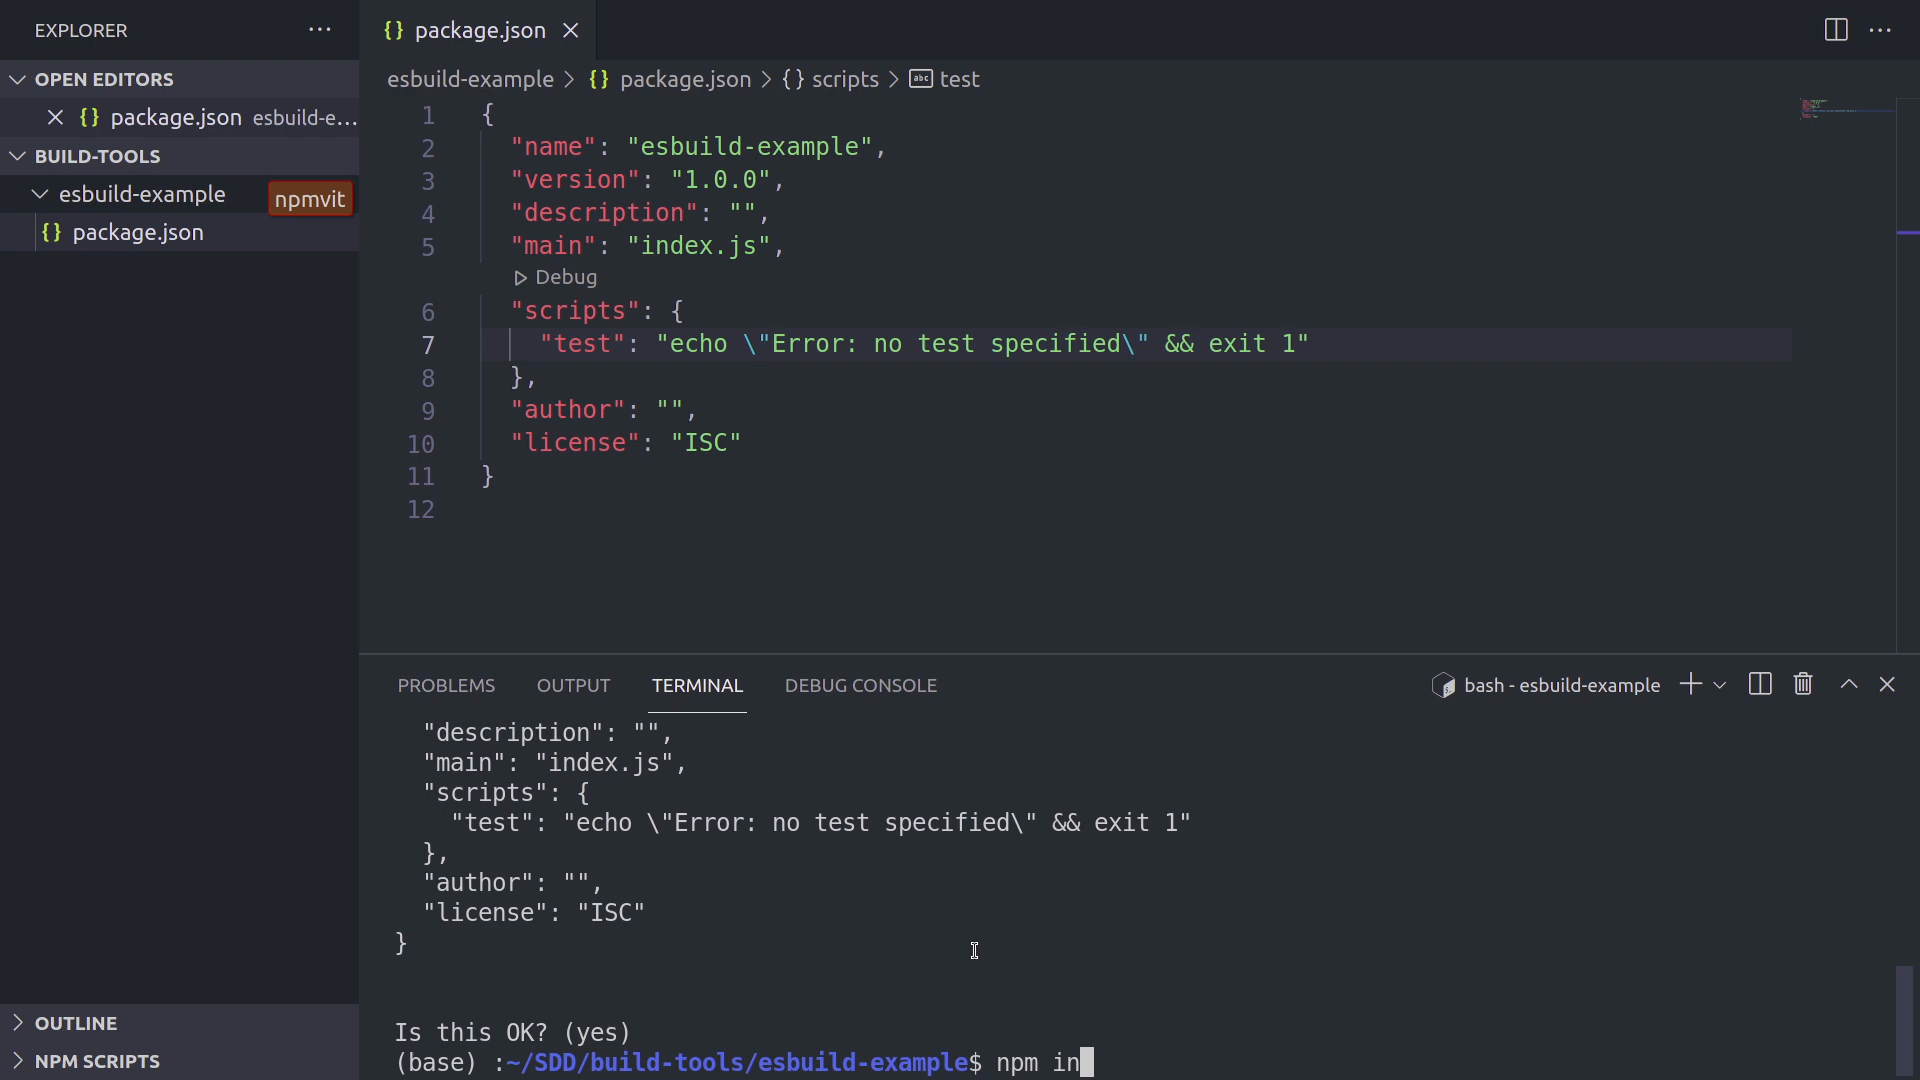 EXPLORER
OPEN EDITORS
package.json esbuild-e...
BUILD-TOOLS
esbuild-example
npmvit
package.json
OUTLINE
NPM SCRIPTS
package.json
esbuild-example > {} package.json > {} scripts > abc test
1 {
2 "name": "esbuild-example",
3 "version": "1.0.0",
4 "description": "",
5 "main": "index.js",
Debug
6 "scripts": {
7 "test": "echo \"Error: no test specified\" && exit 1"
8 },
9 "author": "",
10 "license": "ISC"
11 }
12
PROBLEMS OUTPUT TERMINAL DEBUG CONSOLE
bash - esbuild-example
"description": "",
"main": "index.js",
"scripts": {
"test": "echo \"Error: no test specified\" && exit 1"
},
"author": "",
"license": "ISC"
}
Is this OK? (yes)
(base) :~/SDD/build-tools/esbuild-example$ npm in